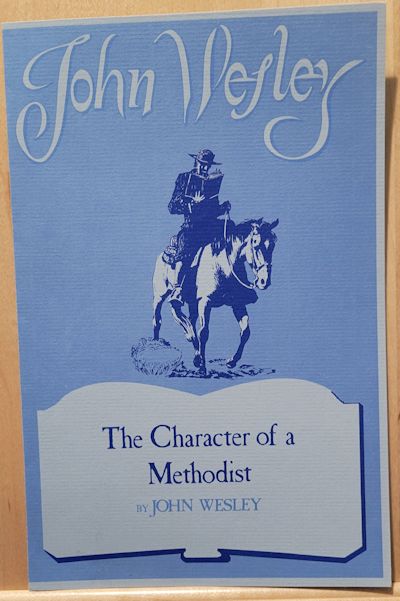 John Wesley
The Character of a
Methodist
BY JOHN WESLEY